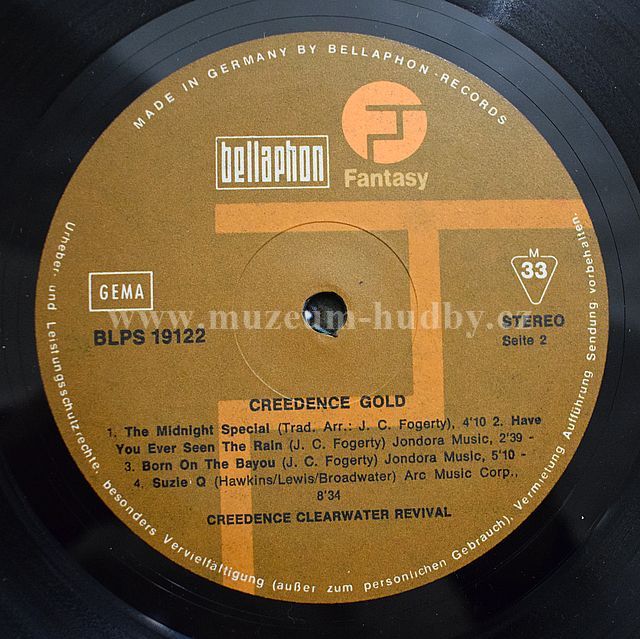 MADE IN GERMANY BY BELLAPHON-RECORDS
bellaphon
Fantasy
GEMA
BLPS 19122
M
33
STEREO
Seite 2
www.muzeum-hudby.cz
CREEDENCE GOLD
1. The Midnight Special (Trad. Arr.: J. C. Fogerty), 4'10 2. Have
You Ever Seen The Rain (J. C. Fogerty) Jondora Music, 2'39 -
3. Born On The Bayou (J. C. Fogerty) Jondora Music, 5'10 -
4. Suzie Q (Hawkins/Lewis/Broadwater) Arc Music Corp.,
8'34
CREEDENCE CLEARWATER REVIVAL
Urheber- und Leistungsschutzrechte, besonders Vervielfältigung (außer zum persönlichen Gebrauch), Vermietung Aufführung Sendung vorbehalten.